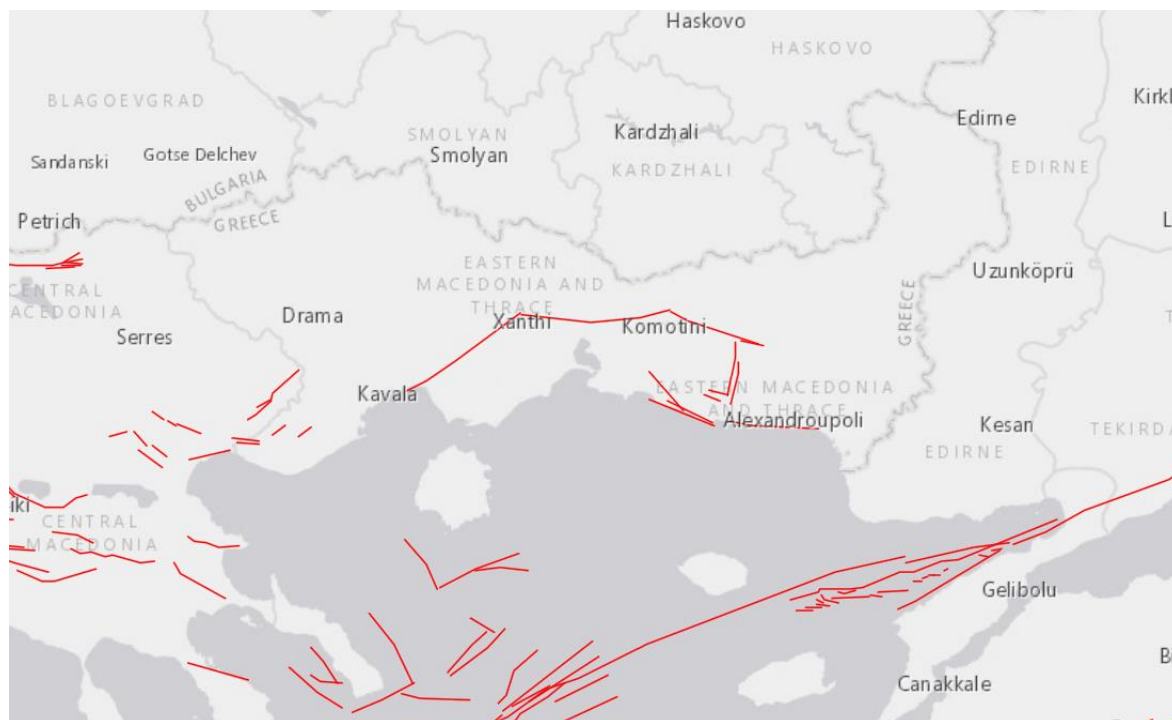 Haskovo
HASKOVO
BLAGOEVGRAD
Kirkl
Edirne
SMOLYAN
Kardzhali
Gotse Delchev
Smolyan
Sandanski
KARDZHALI
EDIRNE
BULGARIA
GREECE
Petrich
L
EASTERN
MACEDONIA AND
THRACE
Uzunköprü
CENTRAL
MACEDONIA
GREECE
Drama
Xanthi
Komotini
Serres
Kavala
EASTERN MACEDONIA
AND THRACE
Alexandroupoli
Kesan
TEKIRDA
EDIRNE
iki
CENTRAL
MACEDONIA
Gelibolu
Bi
Canakkale